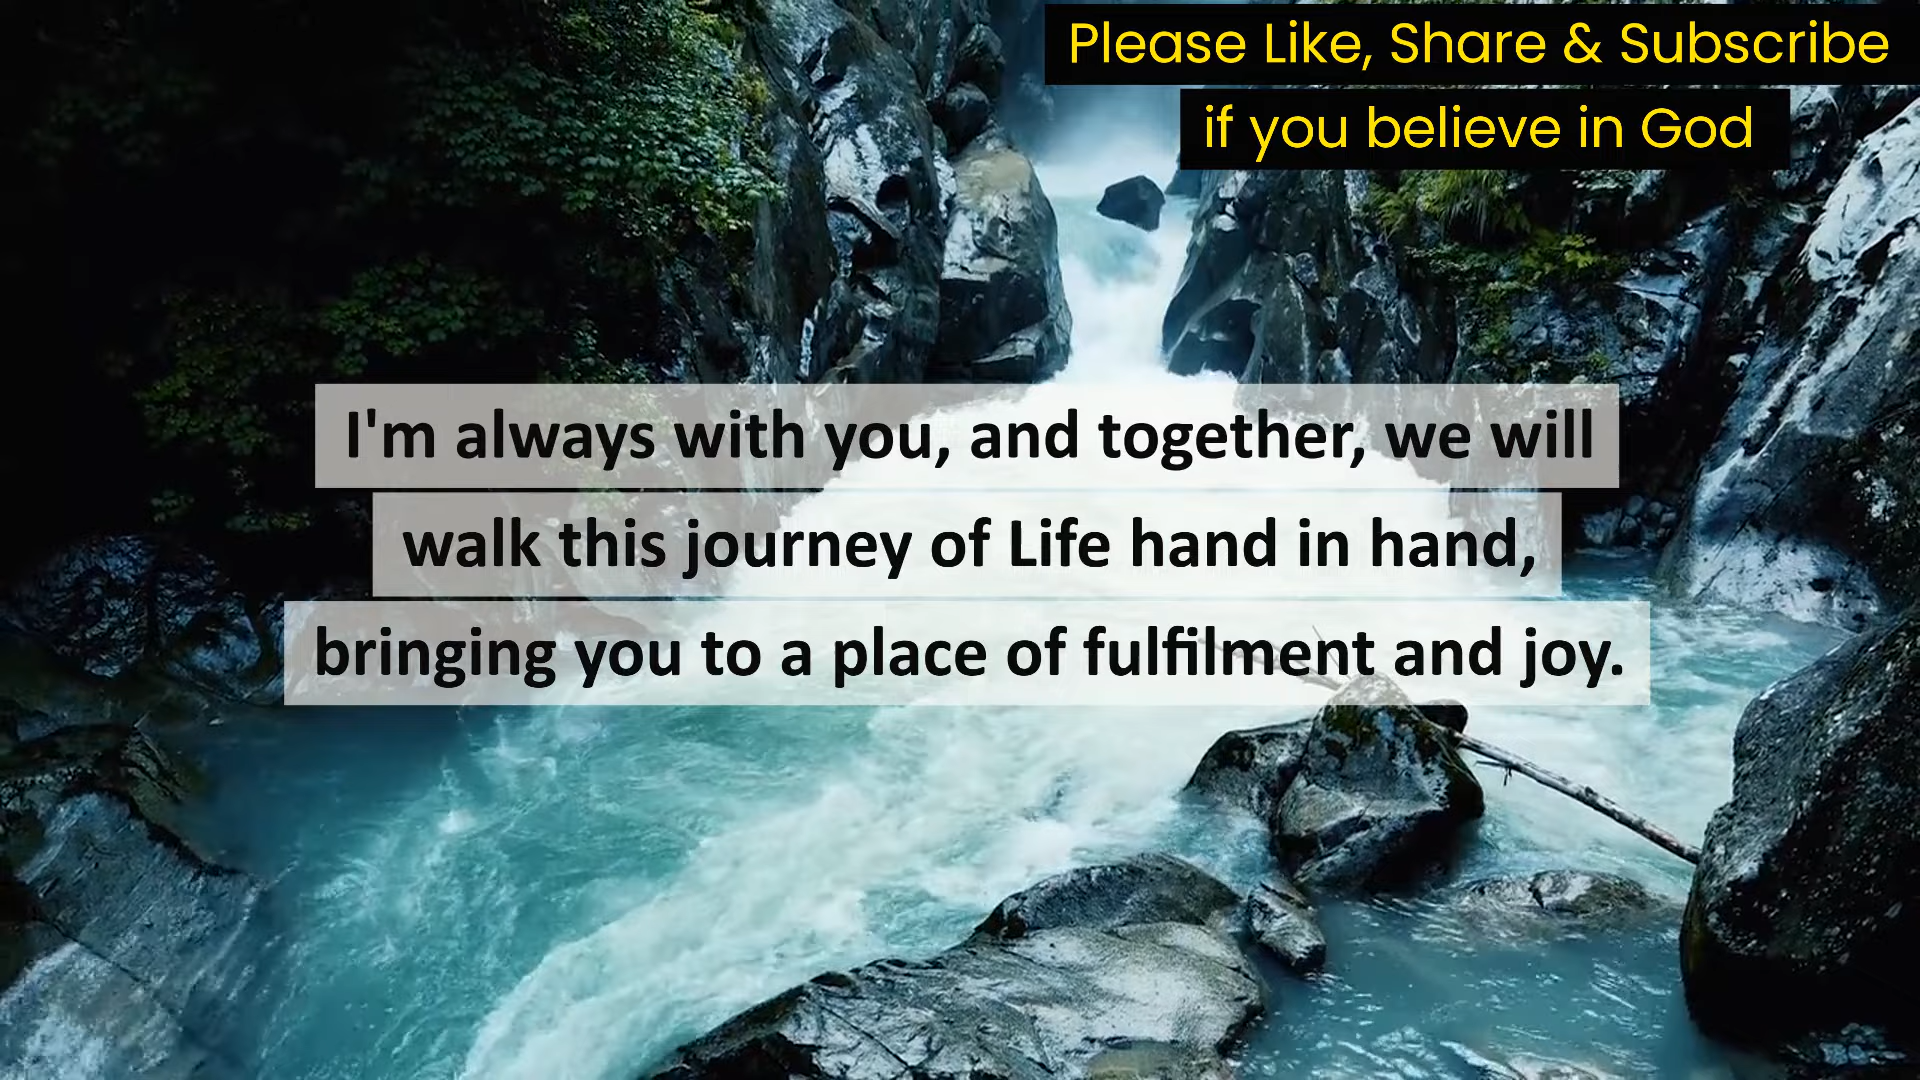 Please Like, Share & Subscribe
if you believe in God
I'm always with you, and together, we will
walk this journey of Life hand in hand,
bringing you to a place of fulfilment and joy.